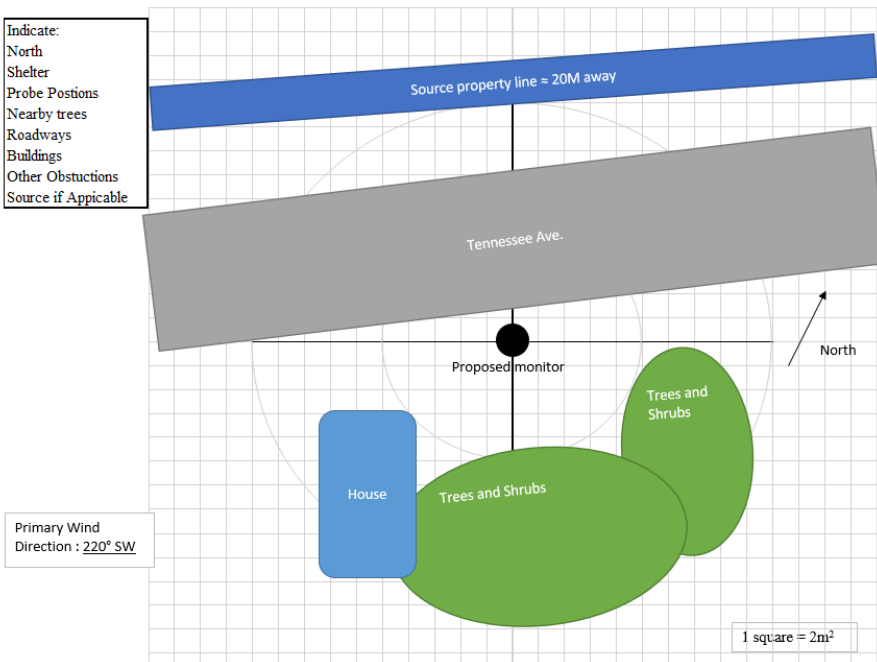 Indicate:
North
Shelter
Probe Postions
Nearby trees
Roadways
Buildings
Other Obstuctions
Source if Appicable
Source property line ≈ 20M away
Tennessee Ave.
North
Proposed monitor
Trees and
Shrubs
House
Trees and Shrubs
Primary Wind
Direction : 220° SW
1 square = 2m²